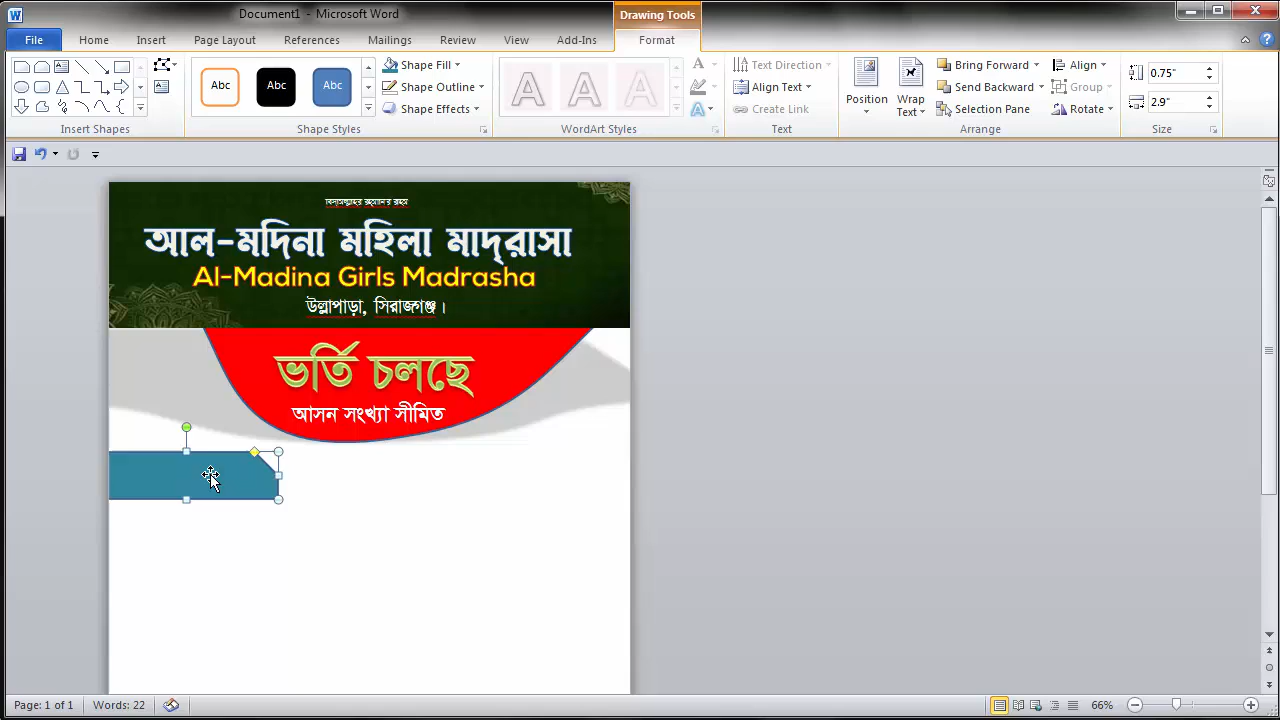 Document1 - Microsoft Word
Drawing Tools
File Home Insert Page Layout References Mailings Review View Add-Ins Format
Abc Abc Abc
Shape Fill
Shape Outline
Shape Effects
A A A
Text Direction
Align Text
Create Link
Position
Wrap Text
Bring Forward
Send Backward
Selection Pane
Align
Group
Rotate
0.75"
2.9"
Insert Shapes Shape Styles WordArt Styles Text Arrange Size
আল-মদিনা মহিলা মাদ্রাসা
Al-Madina Girls Madrasha
উল্লাপাড়া, সিরাজগঞ্জ।
ভর্তি চলছে
আসন সংখ্যা সীমিত
Page: 1 of 1 Words: 22 66%